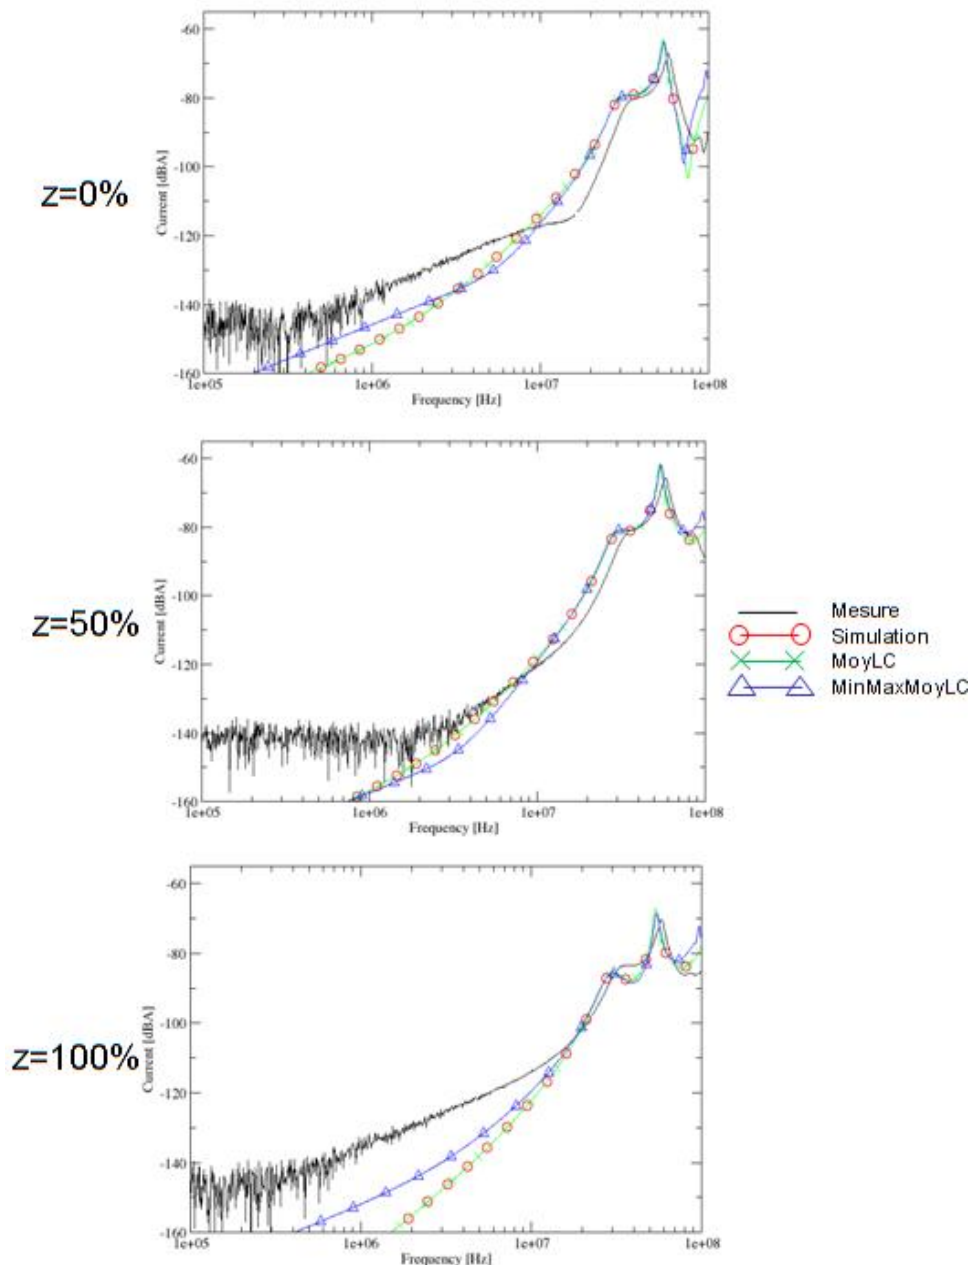 -60
-80
-100
-120
-140
-160
Current [dBA]
z=0%
1e+05
1e+06
1e+07
1e+08
Frequency [Hz]
-60
-80
-100
-120
-140
-160
Current [dBA]
z=50%
1e+05
1e+06
1e+07
1e+08
Frequency [Hz]
Mesure
Simulation
MoyLC
MinMaxMoyLC
-60
-80
-100
-120
-140
-160
Current [dBA]
z=100%
1e+05
1e+06
1e+07
1e+08
Frequency [Hz]